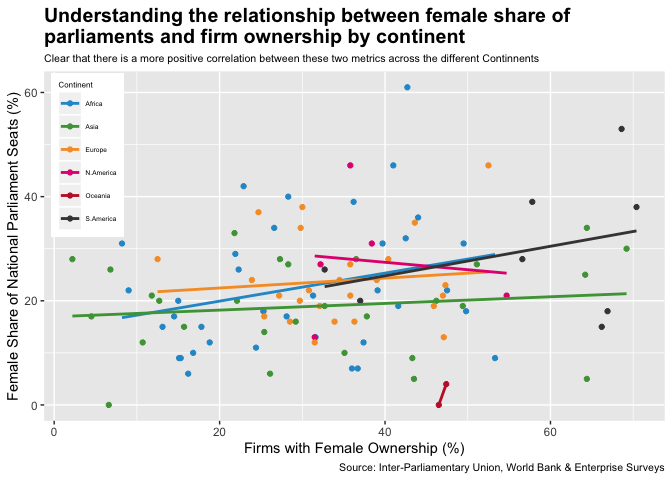 Understanding the relationship between female share of
parliaments and firm ownership by continent
Clear that there is a more positive correlation between these two metrics across the different Continnents
Female Share of National Parliament Seats (%)
60
40
20
0
Continent
Africa
Asia
Europe
N.America
Oceania
S.America
0
20
40
60
Firms with Female Ownership (%)
Source: Inter-Parliamentary Union, World Bank & Enterprise Surveys